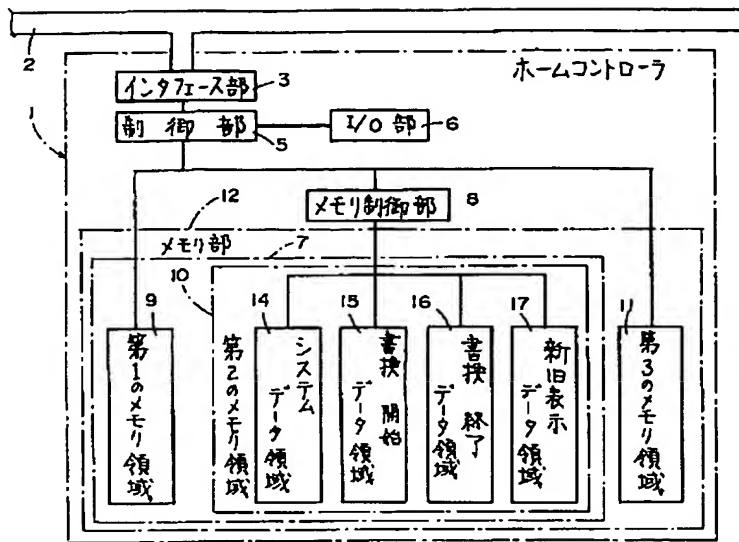 2
ホームコントローラ
インタフェース部
3
1
制御部
5
I/O部
6
12
メモリ制御部
8
メモリ部
7
10
9
第1のメモリ領域
第2のメモリ領域
14
システム
データ領域
15
書換 開始
データ領域
16
書換 終了
データ領域
17
新旧表示
データ領域
11
第3のメモリ領域